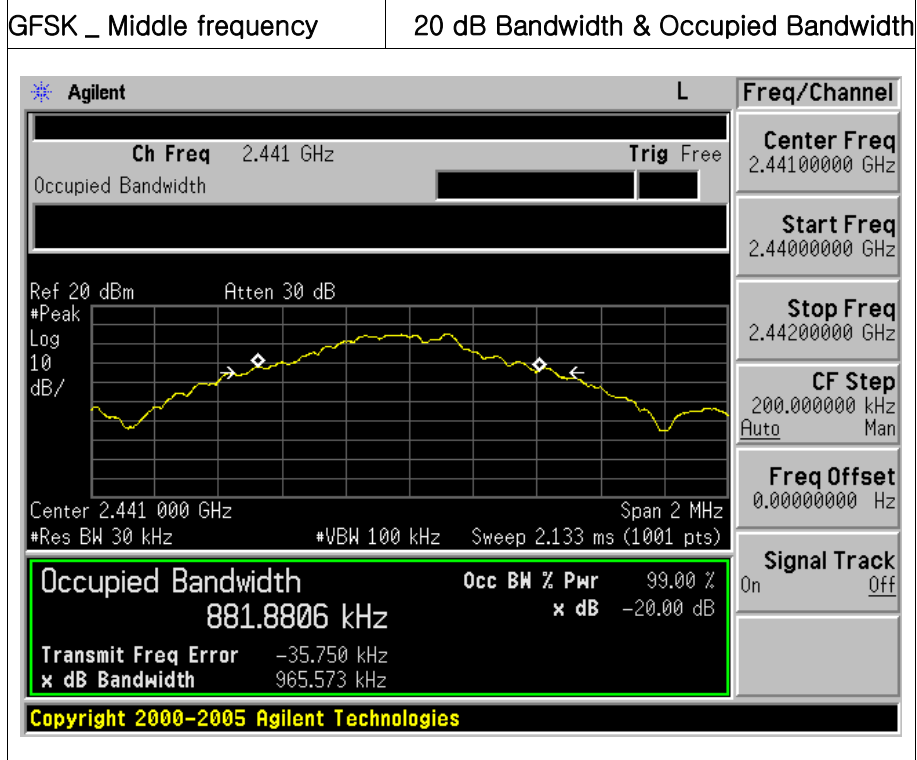 GFSK _ Middle frequency
20 dB Bandwidth & Occupied Bandwidth
Agilent
L
Freq/Channel
Ch Freq 2.441 GHz
Trig Free
Occupied Bandwidth
Center Freq
2.44100000 GHz
Start Freq
2.44000000 GHz
Stop Freq
2.44200000 GHz
CF Step
200.000000 kHz
Auto Man
Freq Offset
0.00000000 Hz
Signal Track
On Off
Ref 20 dBm
Atten 30 dB
#Peak
Log
10
dB/
Center 2.441 000 GHz
Span 2 MHz
#Res BW 30 kHz
#VBW 100 kHz
Sweep 2.133 ms (1001 pts)
Occupied Bandwidth
881.8806 kHz
Occ BW % Pwr 99.00 %
x dB -20.00 dB
Transmit Freq Error -35.750 kHz
x dB Bandwidth 965.573 kHz
Copyright 2000-2005 Agilent Technologies